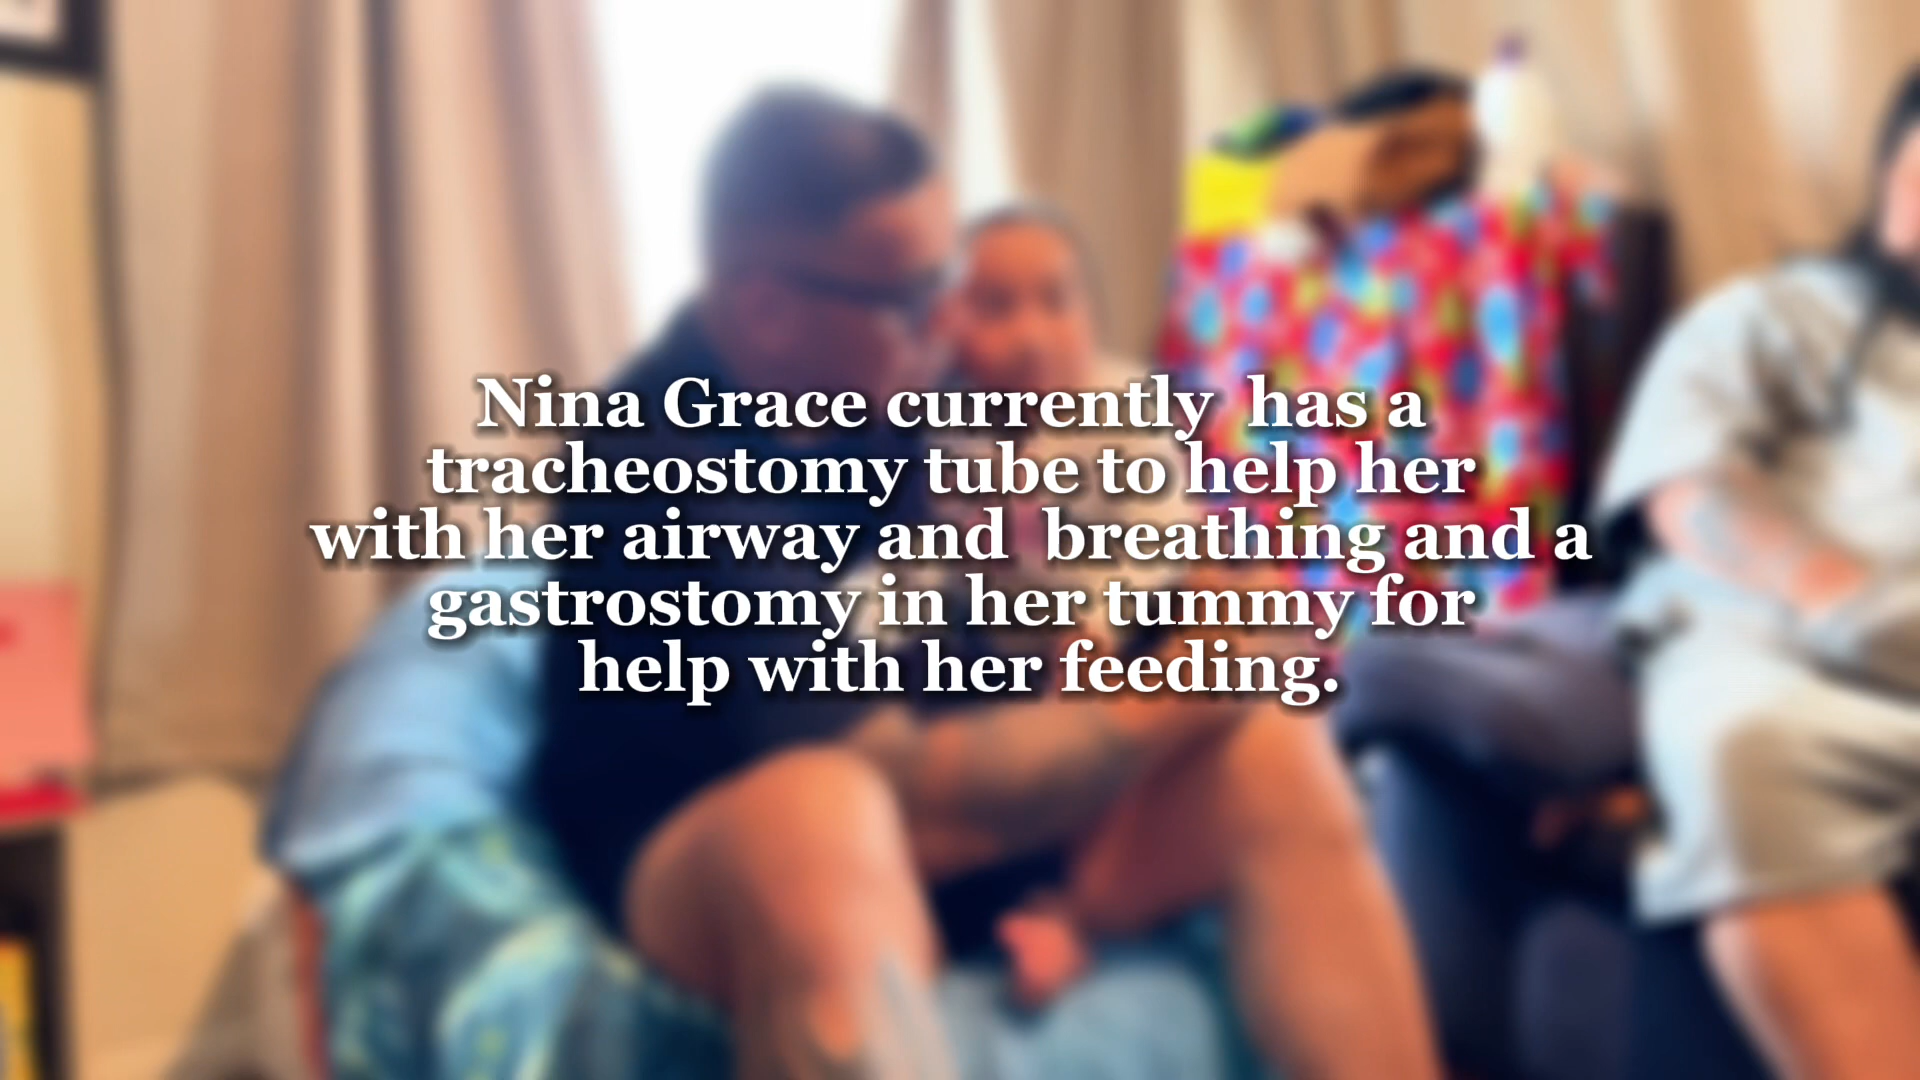 Nina Grace currently  has a
tracheostomy tube to help her
with her airway and  breathing and a
gastrostomy in her tummy for
help with her feeding.